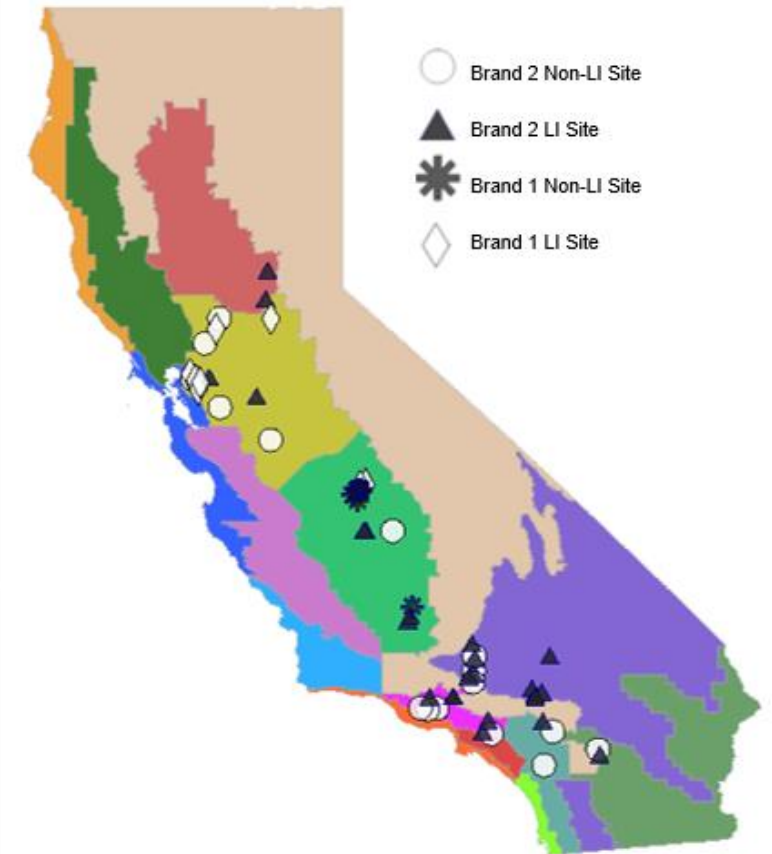 Brand 2 Non-LI Site
Brand 2 LI Site
Brand 1 Non-LI Site
Brand 1 LI Site